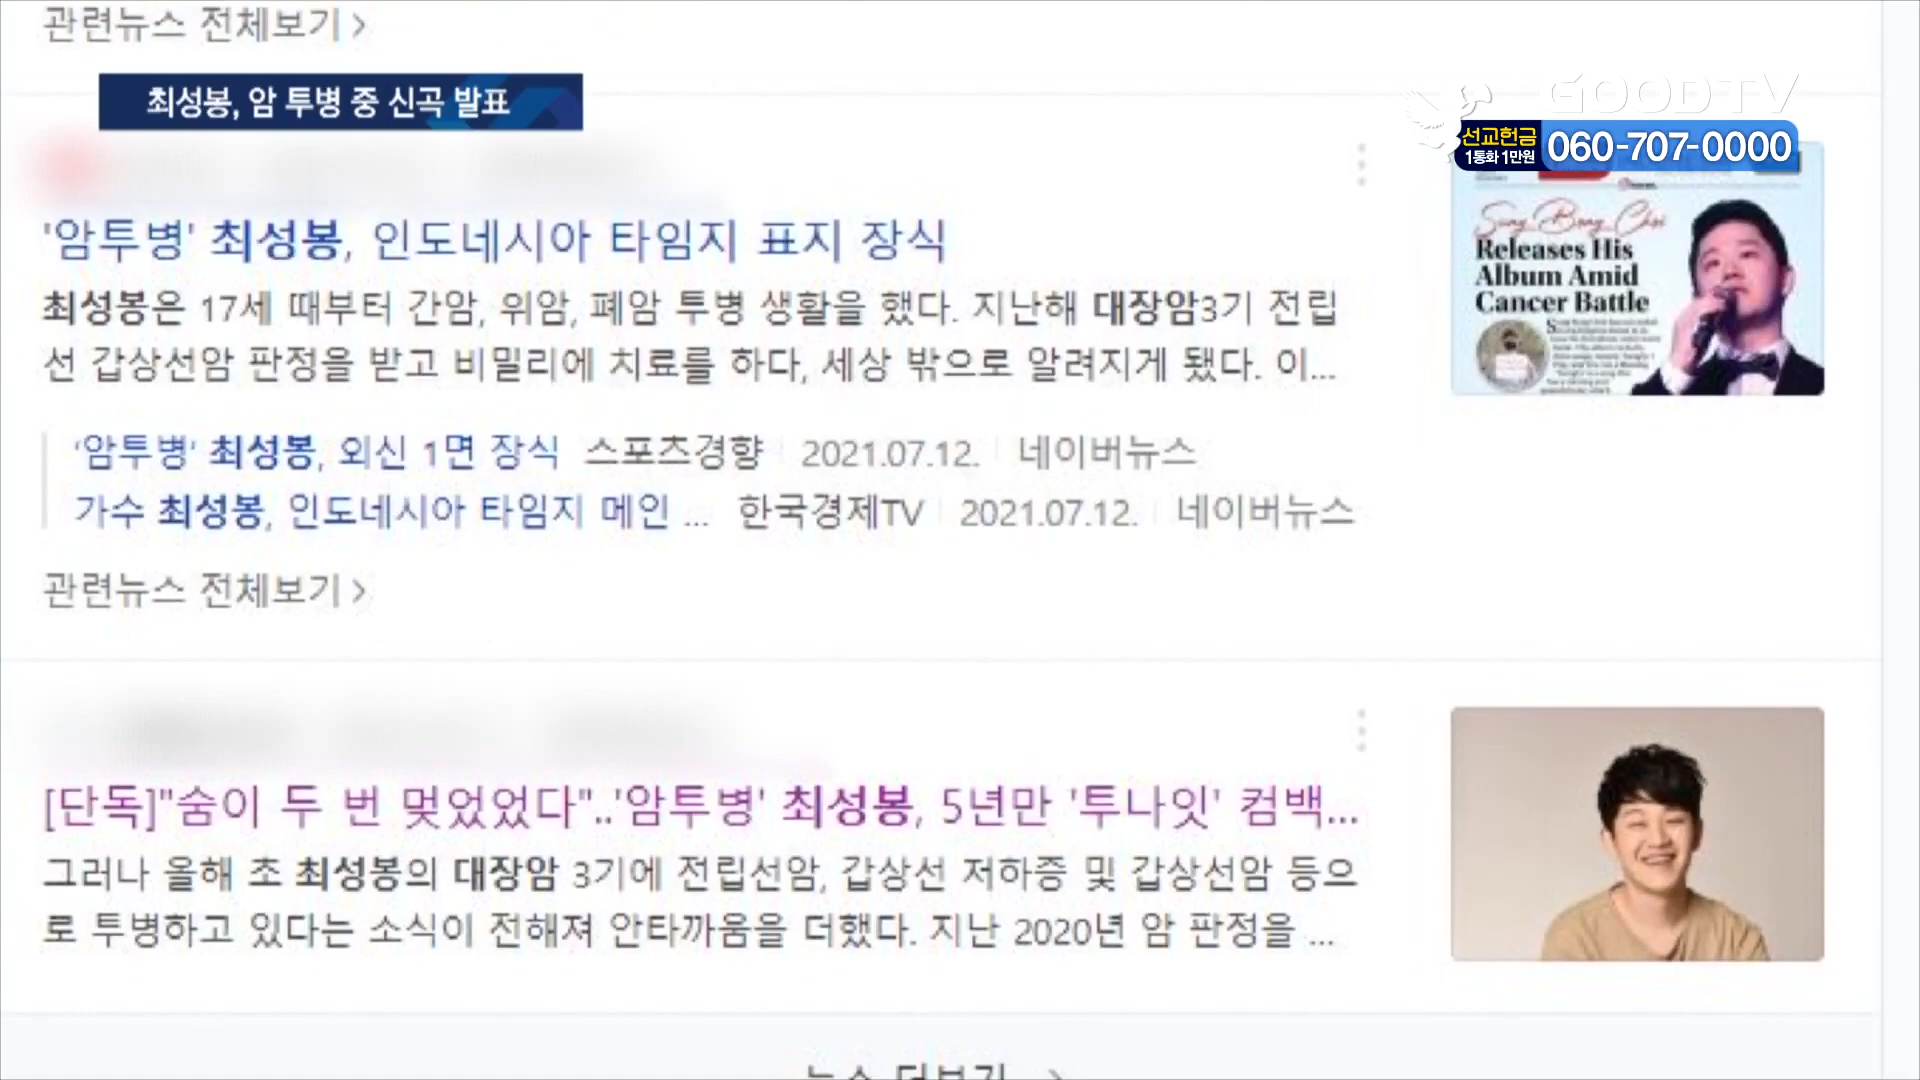 관련뉴스 전체보기 >
최성봉, 암 투병 중 신곡 발표
GOODTV
선교헌금
1통화 1만원
060-707-0000
'암투병' 최성봉, 인도네시아 타임지 표지 장식
최성봉은 17세 때부터 간암, 위암, 폐암 투병 생활을 했다. 지난해 대장암3기 전립
선 갑상선암 판정을 받고 비밀리에 치료를 하다, 세상 밖으로 알려지게 됐다. 이...
Sung Bong Choi
Releases His
Album Amid
Cancer Battle
'암투병' 최성봉, 외신 1면 장식 스포츠경향 2021.07.12. 네이버뉴스
가수 최성봉, 인도네시아 타임지 메인 ... 한국경제TV 2021.07.12. 네이버뉴스
관련뉴스 전체보기 >
[단독]"숨이 두 번 멎었었다"..'암투병' 최성봉, 5년만 '투나잇' 컴백...
그러나 올해 초 최성봉의 대장암 3기에 전립선암, 갑상선 저하증 및 갑상선암 등으
로 투병하고 있다는 소식이 전해져 안타까움을 더했다. 지난 2020년 암 판정을 ...
뉴스 더보기 >